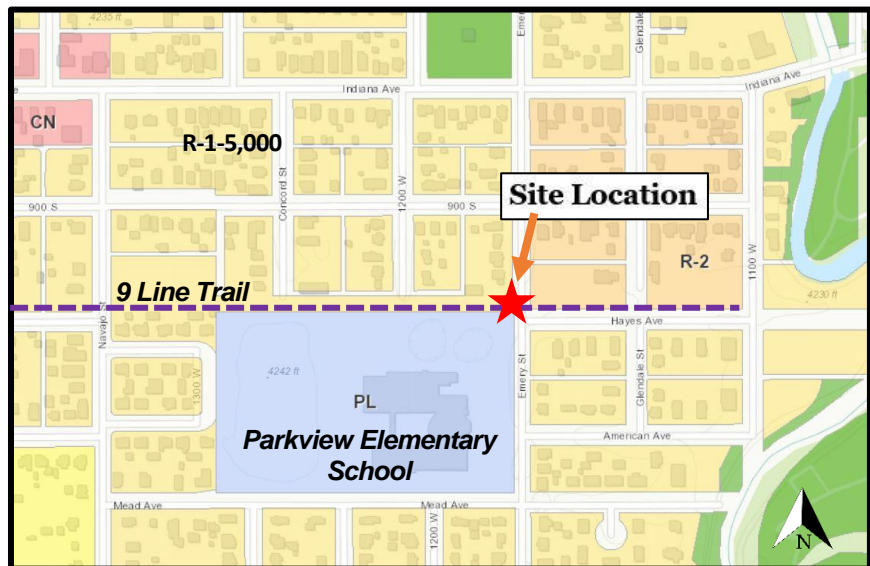 4235 ft
Emer
Glendale
Indiana Ave
Indiana Ave
CN
R-1-5,000
Concord St
1200 W
900 S
900 S
Site Location
R-2
1100 W
9 Line Trail
4230 ft
Navajo St
Hayes Ave
4242 ft
1300 W
PL
Emery St
Glendale St
Parkview Elementary
School
American Ave
Mead Ave
Mead Ave
1200 W
N